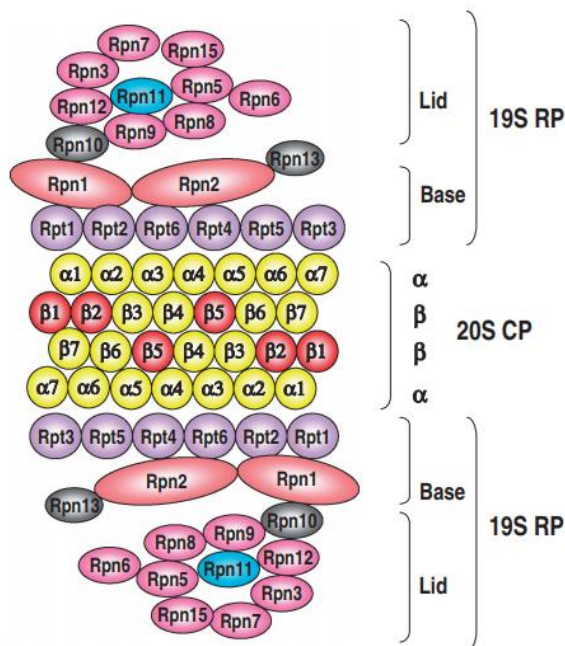 Rpn7
Rpn15
Rpn3
Rpn11
Rpn5
Rpn6
Rpn12
Rpn9
Rpn8
Lid
19S RP
Rpn10
Rpn13
Rpn1
Rpn2
Base
Rpt1 Rpt2 Rpt6 Rpt4 Rpt5 Rpt3
α1 α2 α3 α4 α5 α6 α7 α
β1 β2 β3 β4 β5 β6 β7 β
20S CP
β7 β6 β5 β4 β3 β2 β1 β
α7 α6 α5 α4 α3 α2 α1 α
Rpt3 Rpt5 Rpt4 Rpt6 Rpt2 Rpt1
Rpn2
Rpn1
Base
Rpn13
Rpn10
19S RP
Rpn8
Rpn9
Rpn6
Rpn5
Rpn11
Rpn12
Rpn3
Lid
Rpn15
Rpn7